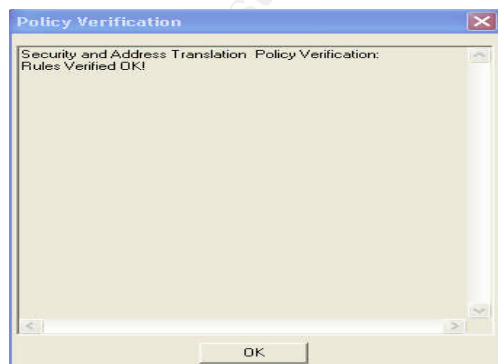 Policy Verification
Security and Address Translation Policy Verification:
Rules Verified OK!
OK